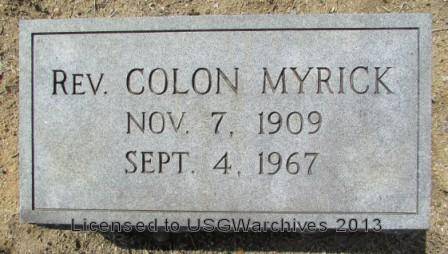 REV. COLON MYRICK
NOV. 7, 1909
SEPT. 4, 1967
Licensed to USGWarchives 2013